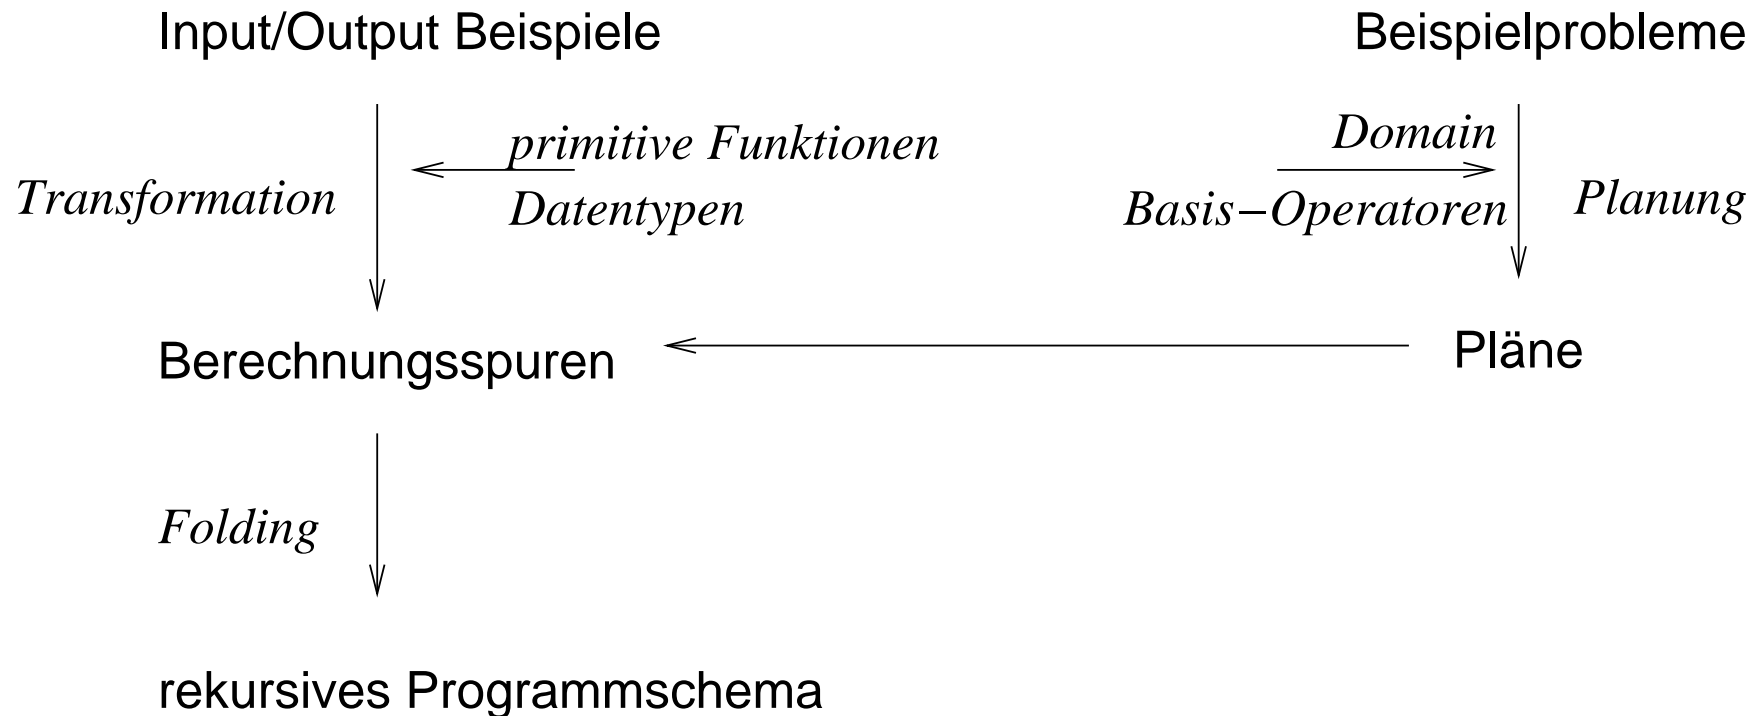 Input/Output Beispiele
Beispielprobleme
primitive Funktionen
Domain
Transformation
Datentypen
Basis−Operatoren
Planung
Berechnungsspuren
Pläne
Folding
rekursives Programmschema